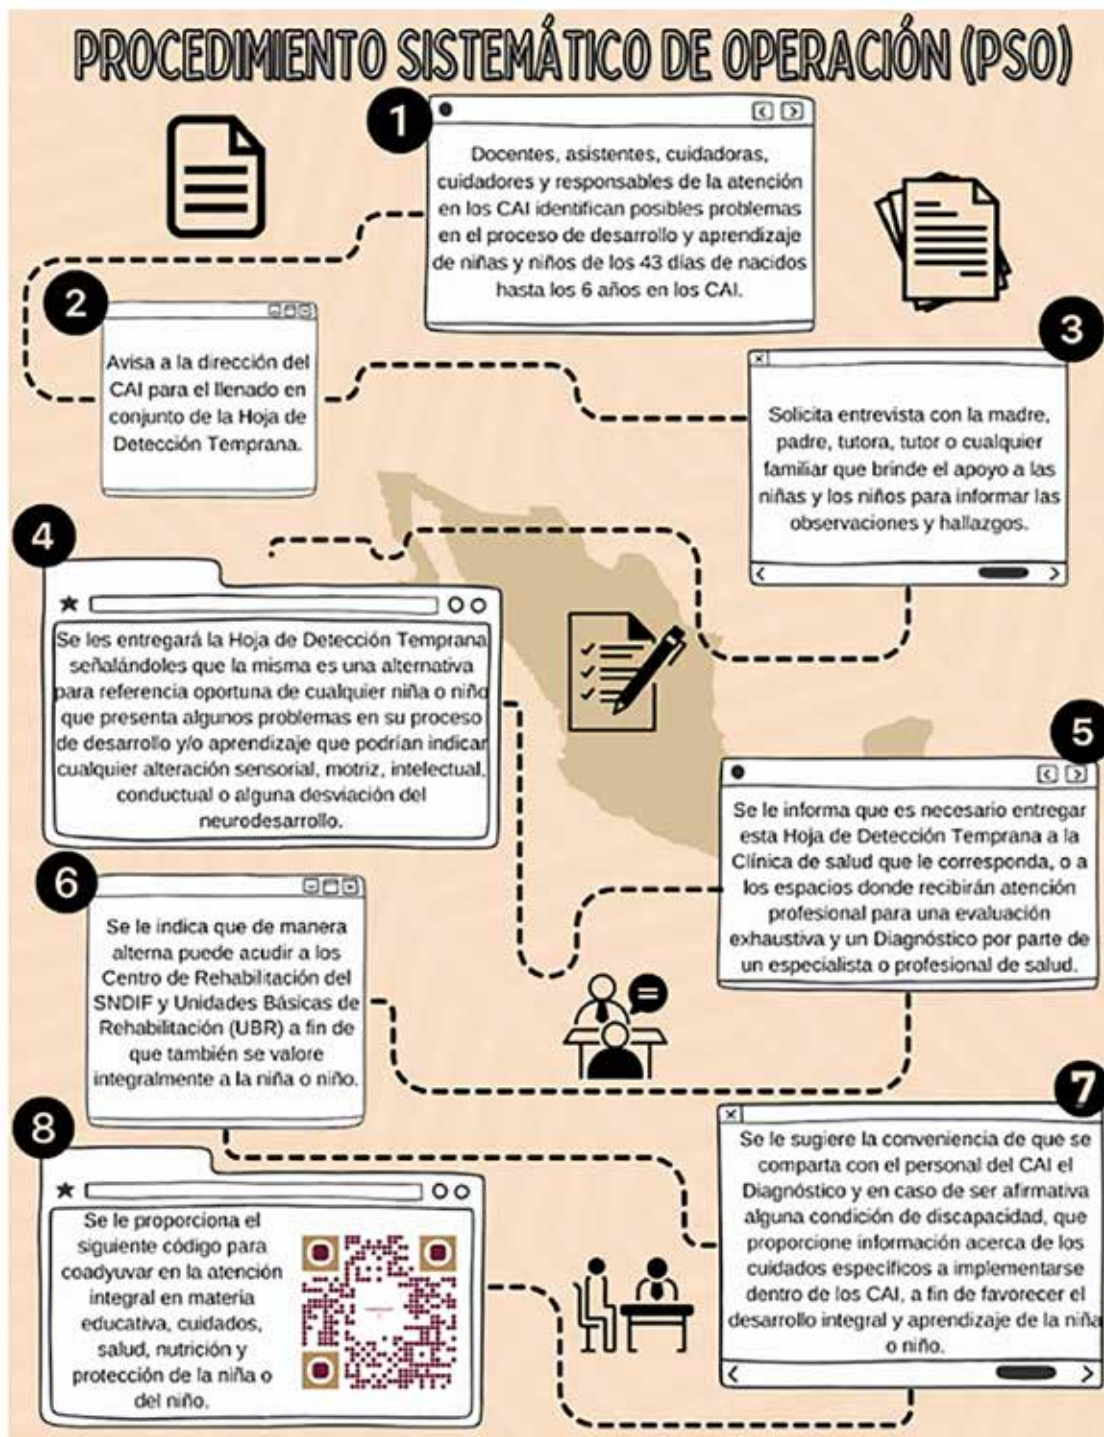 PROCEDIMIENTO SISTEMÁTICO DE OPERACIÓN (PSO)
1
Docentes, asistentes, cuidadoras,
cuidadores y responsables de la atención
en los CAI identifican posibles problemas
en el proceso de desarrollo y aprendizaje
de niñas y niños de los 43 días de nacidos
hasta los 6 años en los CAI.
2
Avisa a la dirección del
CAI para el llenado en
conjunto de la Hoja de
Detección Temprana.
3
Solicita entrevista con la madre,
padre, tutora, tutor o cualquier
familiar que brinde el apoyo a las
niñas y los niños para informar las
observaciones y hallazgos.
4
Se les entregará la Hoja de Detección Temprana
señalándoles que la misma es una alternativa
para referencia oportuna de cualquier niña o niño
que presenta algunos problemas en su proceso
de desarrollo y/o aprendizaje que podrían indicar
cualquier alteración sensorial, motriz, intelectual,
conductual o alguna desviación del
neurodesarrollo.
5
Se le informa que es necesario entregar
esta Hoja de Detección Temprana a la
Clínica de salud que le corresponda, o a
los espacios donde recibirán atención
profesional para una evaluación
exhaustiva y un Diagnóstico por parte de
un especialista o profesional de salud.
6
Se le indica que de manera
alterna puede acudir a los
Centro de Rehabilitación del
SNDIF y Unidades Básicas de
Rehabilitación (UBR) a fin de
que también se valore
integralmente a la niña o niño.
7
Se le sugiere la conveniencia de que se
comparta con el personal del CAI el
Diagnóstico y en caso de ser afirmativa
alguna condición de discapacidad, que
proporcione información acerca de los
cuidados específicos a implementarse
dentro de los CAI, a fin de favorecer el
desarrollo integral y aprendizaje de la niña
o niño.
8
Se le proporciona el
siguiente código para
coadyuvar en la atención
integral en materia
educativa, cuidados,
salud, nutrición y
protección de la niña o
del niño.